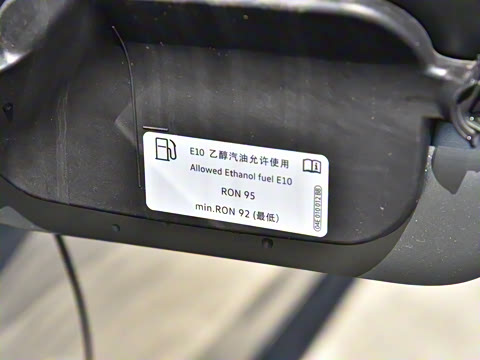 E10 乙醇汽油允许使用
Allowed Ethanol fuel E10
RON 95
min.RON 92 (最低)